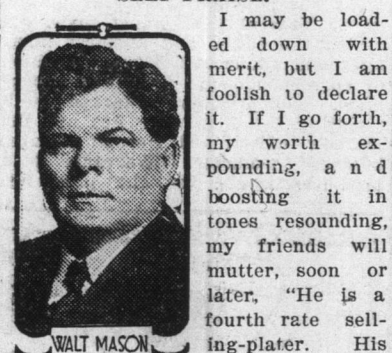 SELF PRAISE.
I may be load-
ed down with
merit, but I am
foolish to declare
it. If I go forth,
my worth ex-
pounding, a n d
boosting it in
tones resounding,
my friends will
mutter, soon or
later, "He is a
fourth rate sell-
ing-plater. His
WALT MASON